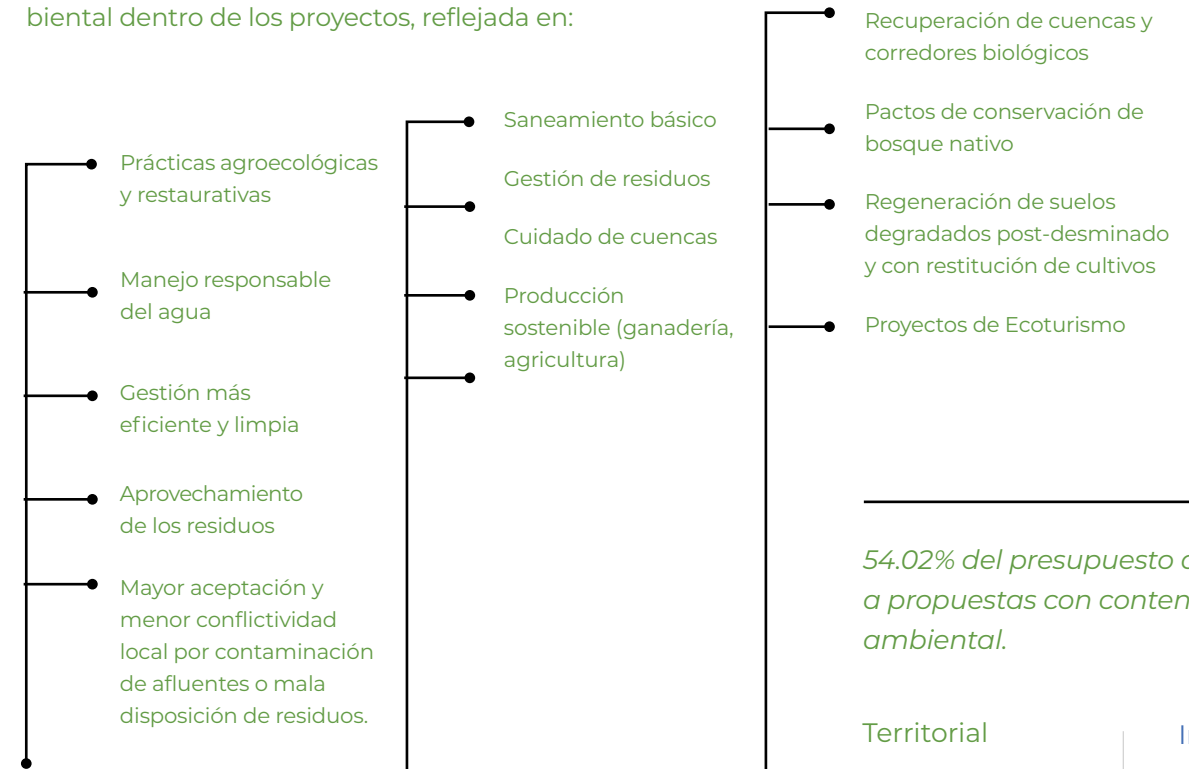 biental dentro de los proyectos, reflejada en:
Prácticas agroecológicas
y restaurativas
Manejo responsable
del agua
Gestión más
eficiente y limpia
Aprovechamiento
de los residuos
Mayor aceptación y
menor conflictividad
local por contaminación
de afluentes o mala
disposición de residuos.
Saneamiento básico
Gestión de residuos
Cuidado de cuencas
Producción
sostenible (ganadería,
agricultura)
Recuperación de cuencas y
corredores biológicos
Pactos de conservación de
bosque nativo
Regeneración de suelos
degradados post-desminado
y con restitución de cultivos
Proyectos de Ecoturismo
54.02% del presupuesto
a propuestas con conten
ambiental.
Territorial